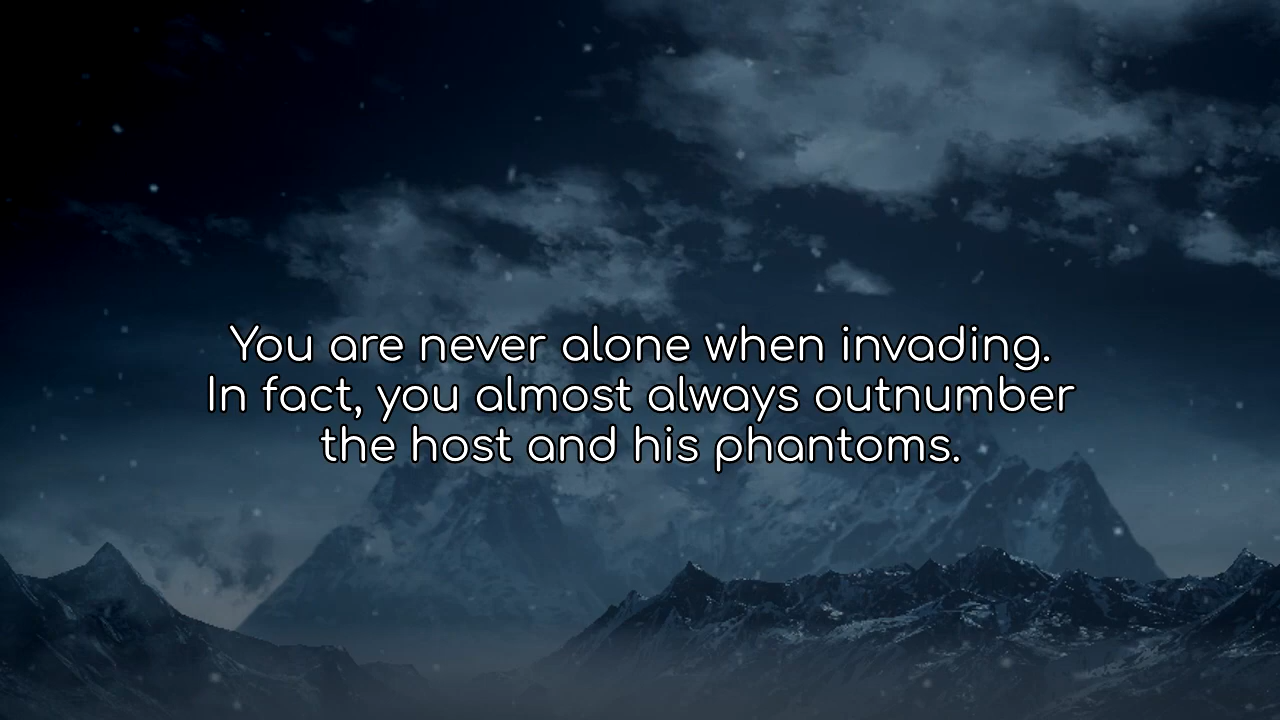 You are never alone when invading.
In fact, you almost always outnumber
the host and his phantoms.